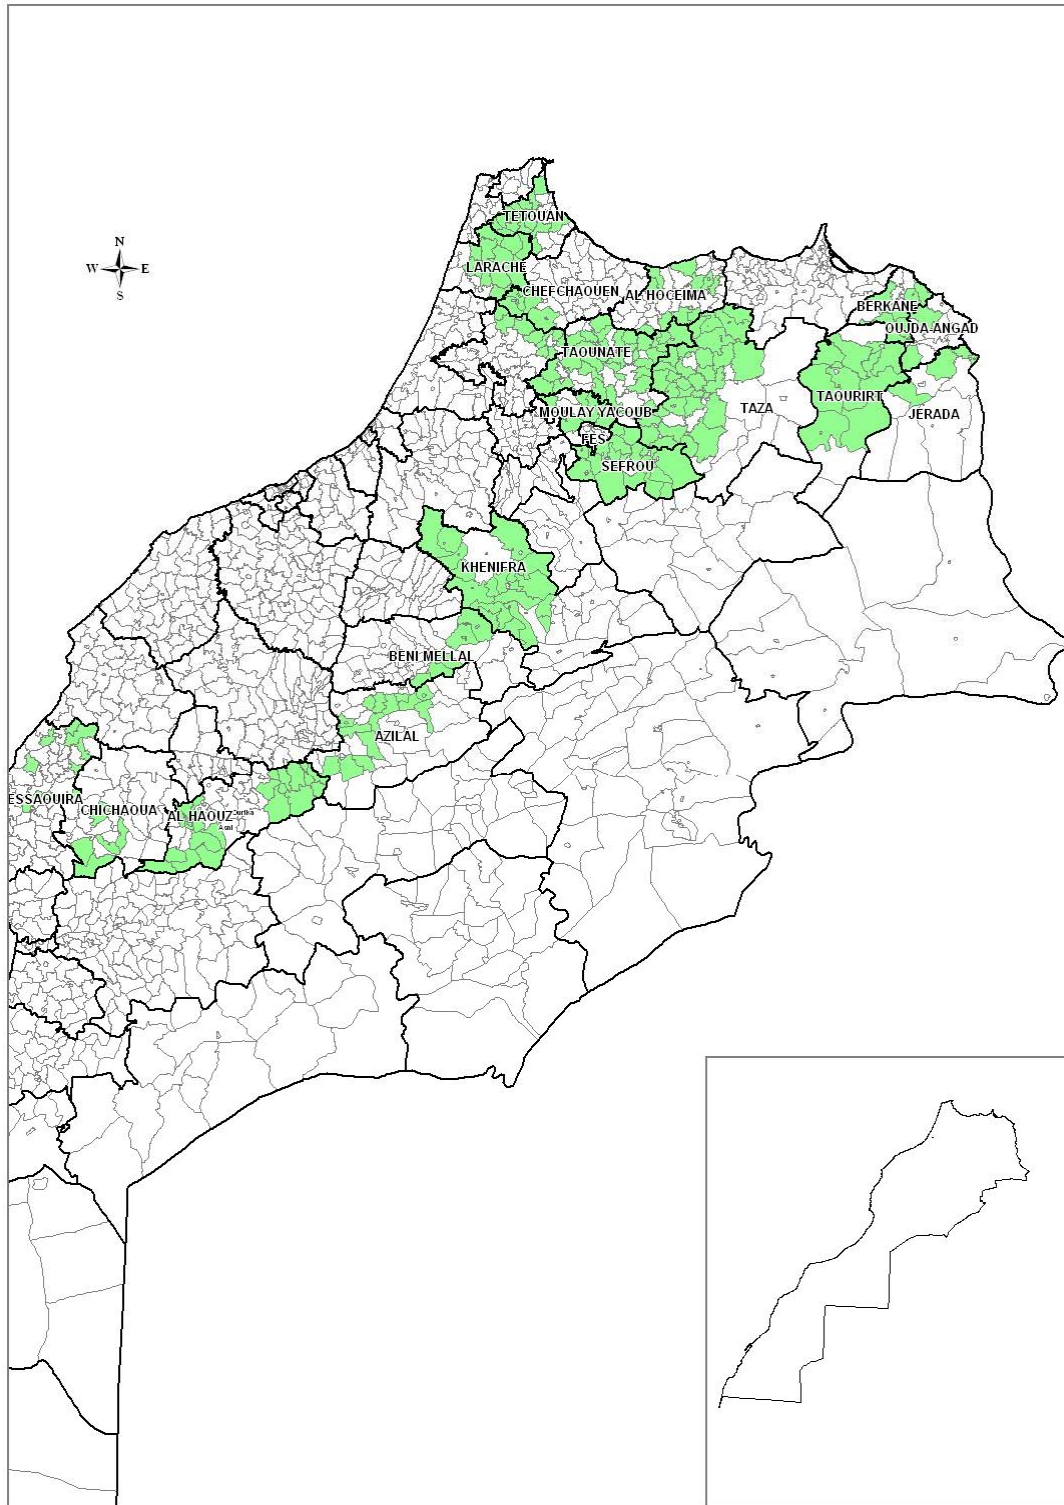 TETOUAN
N
W E
S
LARACHE
CHEFCHAOUEN
AL HOCEIMA
BERKANE
OUJDA ANGAD
TAOUNATE
TAOURIRT
TAZA
MOULAY YACOUB
JERADA
FES
SEFROU
KHENIFRA
BENI MELLAL
AZILAL
ESSAOUIRA
CHICHAOUA
AL HAOUZ